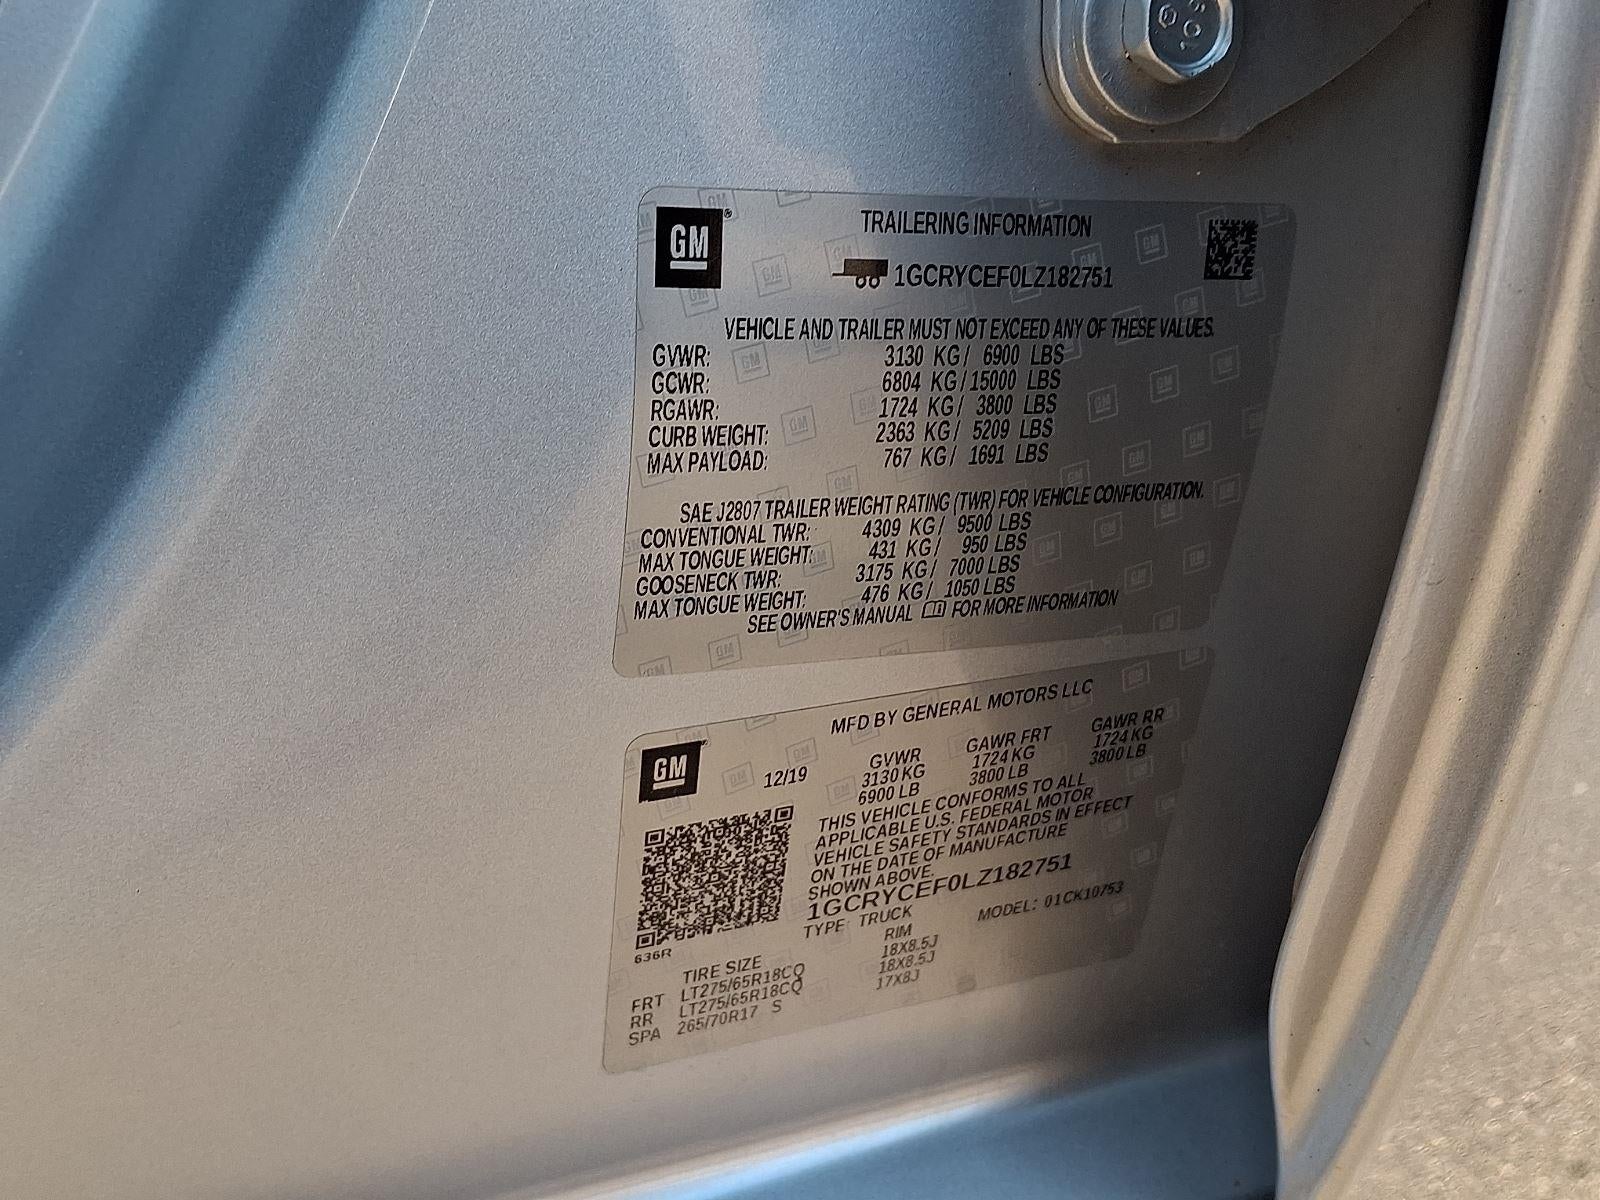 GM
TRAILERING INFORMATION
1GCRYCEF0LZ182751
VEHICLE AND TRAILER MUST NOT EXCEED ANY OF THESE VALUES.
GVWR: 3130 KG/ 6900 LBS
GCWR: 6804 KG/15000 LBS
RGAWR: 1724 KG/ 3800 LBS
CURB WEIGHT: 2363 KG/ 5209 LBS
MAX PAYLOAD: 767 KG/ 1691 LBS
SAE J2807 TRAILER WEIGHT RATING (TWR) FOR VEHICLE CONFIGURATION.
CONVENTIONAL TWR: 4309 KG/ 9500 LBS
MAX TONGUE WEIGHT: 431 KG/ 950 LBS
GOOSENECK TWR: 3175 KG/ 7000 LBS
MAX TONGUE WEIGHT: 476 KG/ 1050 LBS
SEE OWNER'S MANUAL FOR MORE INFORMATION
MFD BY GENERAL MOTORS LLC
GM
12/19
GVWR GAWR FRT GAWR RR
3130 KG 1724 KG 1724 KG
6900 LB 3800 LB 3800 LB
THIS VEHICLE CONFORMS TO ALL
APPLICABLE U.S. FEDERAL MOTOR
VEHICLE SAFETY STANDARDS IN EFFECT
ON THE DATE OF MANUFACTURE
SHOWN ABOVE.
1GCRYCEF0LZ182751
TYPE: TRUCK MODEL: 01CK10753
636R
TIRE SIZE RIM
FRT LT275/65R18CQ 18X8.5J
RR LT275/65R18CQ 18X8.5J
SPA 265/70R17 S 17X8J